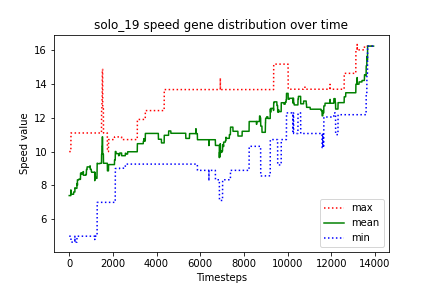 solo_19 speed gene distribution over time
Speed value
16
14
12
10
8
6
0
2000
4000
6000
8000
10000
12000
14000
Timesteps
max
mean
min